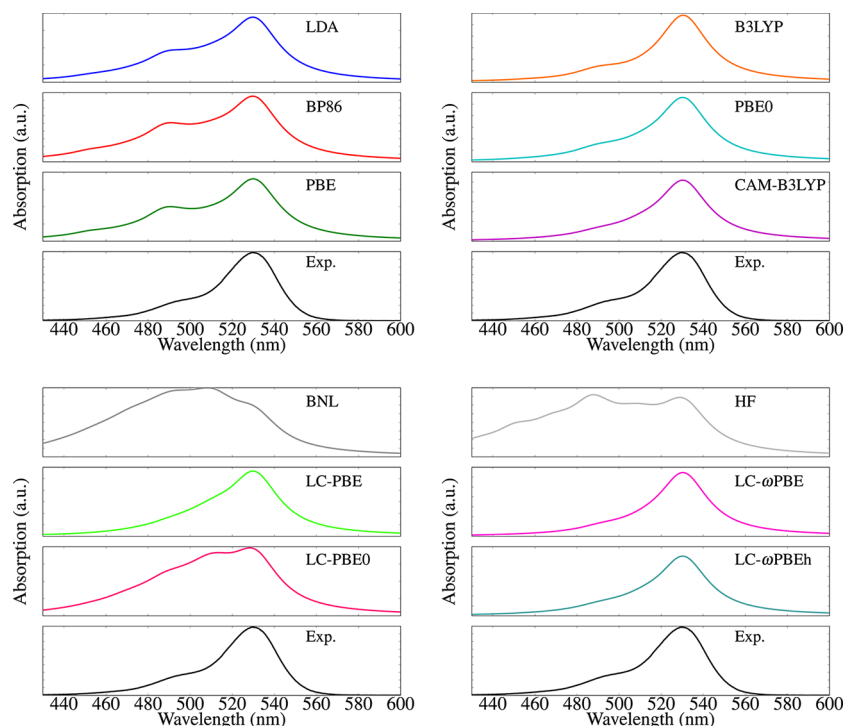 LDA
BP86
PBE
Exp.
Absorption (a.u.)
440 460 480 500 520 540 560 580 600
Wavelength (nm)
B3LYP
PBE0
CAM-B3LYP
Exp.
Absorption (a.u.)
440 460 480 500 520 540 560 580 600
Wavelength (nm)
BNL
LC-PBE
LC-PBE0
Exp.
Absorption (a.u.)
440 460 480 500 520 540 560 580 600
Wavelength (nm)
HF
LC-ωPBE
LC-ωPBEh
Exp.
Absorption (a.u.)
440 460 480 500 520 540 560 580 600
Wavelength (nm)